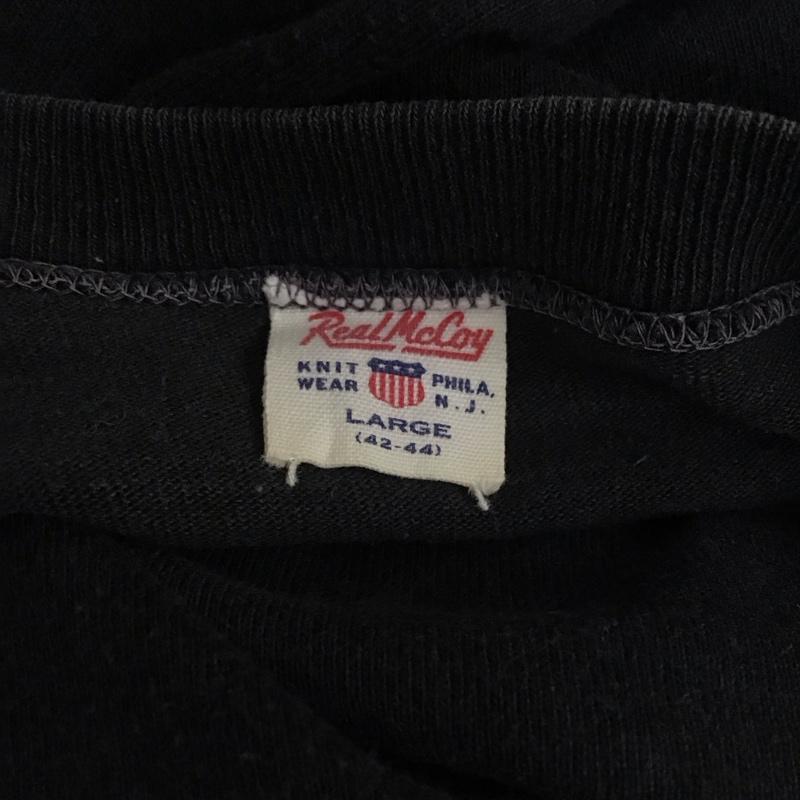 Real McCoy
KNIT WEAR
PHILA, N.J.
LARGE
(42-44)